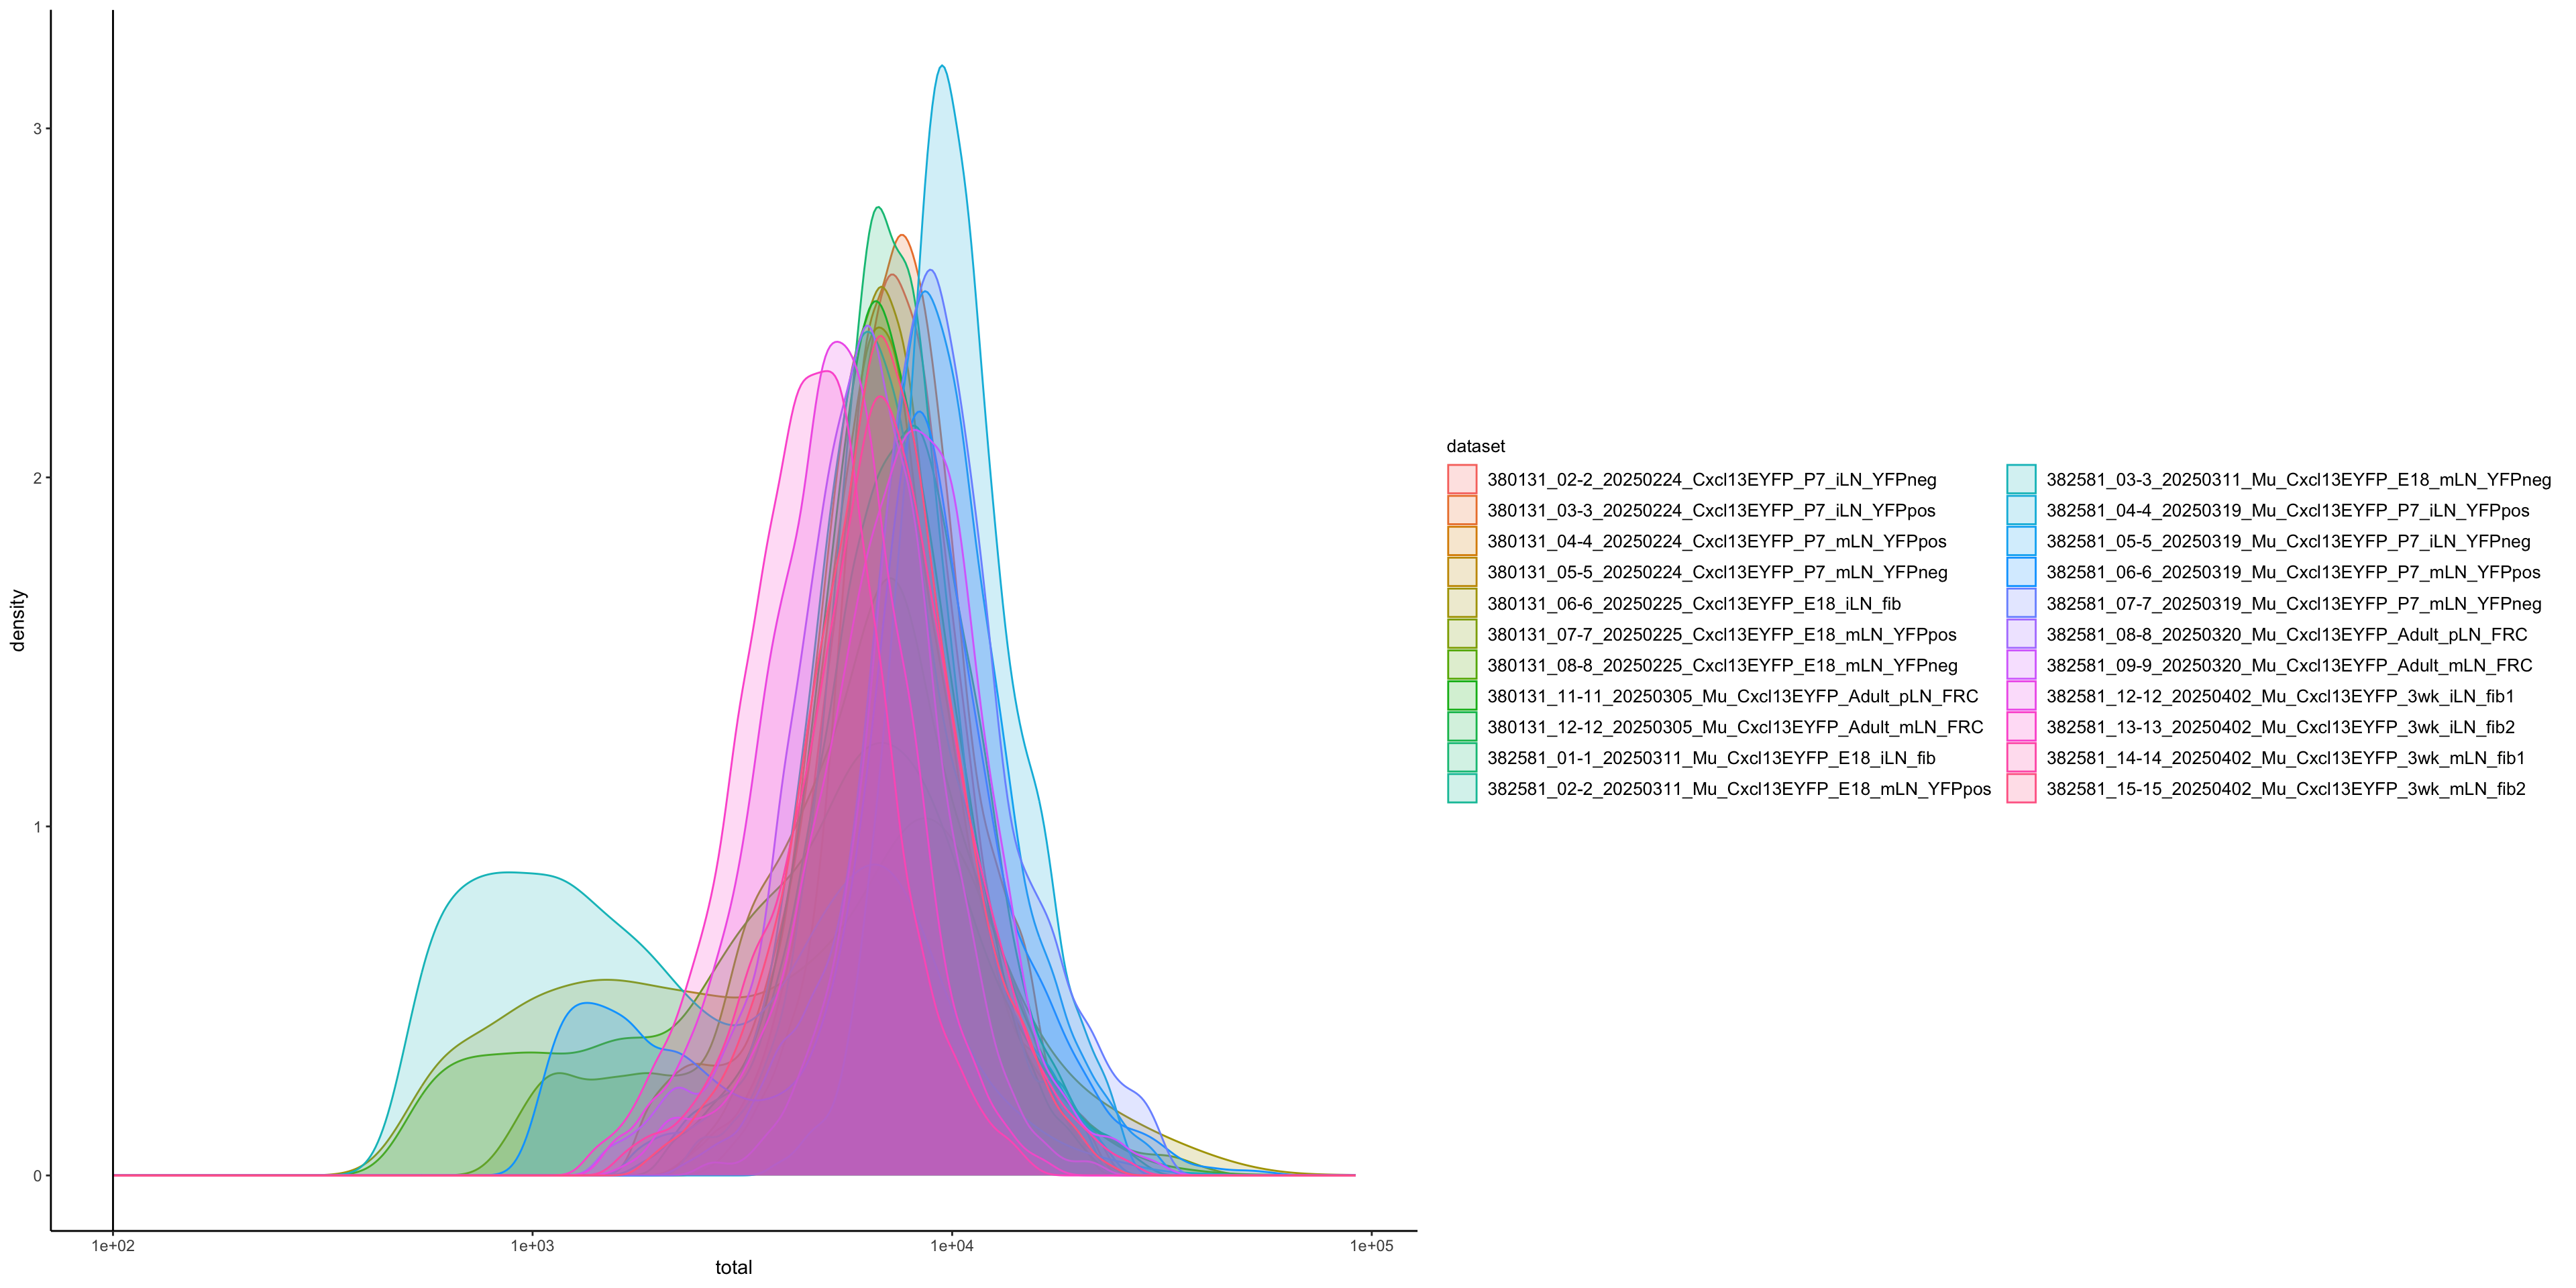 3
2
1
0
density
1e+02
1e+03
1e+04
1e+05
total
dataset
380131_02-2_20250224_Cxcl13EYFP_P7_iLN_YFPneg
380131_03-3_20250224_Cxcl13EYFP_P7_iLN_YFPpos
380131_04-4_20250224_Cxcl13EYFP_P7_mLN_YFPpos
380131_05-5_20250224_Cxcl13EYFP_P7_mLN_YFPneg
380131_06-6_20250225_Cxcl13EYFP_E18_iLN_fib
380131_07-7_20250225_Cxcl13EYFP_E18_mLN_YFPpos
380131_08-8_20250225_Cxcl13EYFP_E18_mLN_YFPneg
380131_11-11_20250305_Mu_Cxcl13EYFP_Adult_pLN_FRC
380131_12-12_20250305_Mu_Cxcl13EYFP_Adult_mLN_FRC
382581_01-1_20250311_Mu_Cxcl13EYFP_E18_iLN_fib
382581_02-2_20250311_Mu_Cxcl13EYFP_E18_mLN_YFPpos
382581_03-3_20250311_Mu_Cxcl13EYFP_E18_mLN_YFPneg
382581_04-4_20250319_Mu_Cxcl13EYFP_P7_iLN_YFPpos
382581_05-5_20250319_Mu_Cxcl13EYFP_P7_iLN_YFPneg
382581_06-6_20250319_Mu_Cxcl13EYFP_P7_mLN_YFPpos
382581_07-7_20250319_Mu_Cxcl13EYFP_P7_mLN_YFPneg
382581_08-8_20250320_Mu_Cxcl13EYFP_Adult_pLN_FRC
382581_09-9_20250320_Mu_Cxcl13EYFP_Adult_mLN_FRC
382581_12-12_20250402_Mu_Cxcl13EYFP_3wk_iLN_fib1
382581_13-13_20250402_Mu_Cxcl13EYFP_3wk_iLN_fib2
382581_14-14_20250402_Mu_Cxcl13EYFP_3wk_mLN_fib1
382581_15-15_20250402_Mu_Cxcl13EYFP_3wk_mLN_fib2